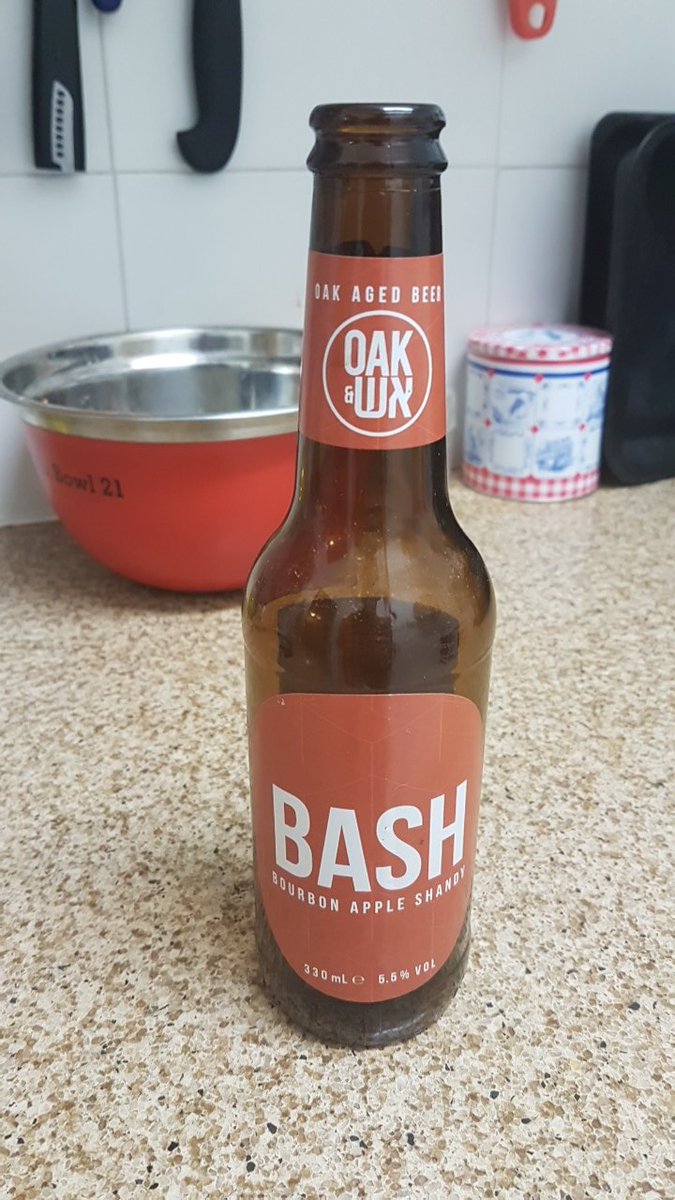 OAK AGED BEER
OAK
& אש
Bowl 21
BASH
BOURBON APPLE SHANDY
330 mL ℮ 5.5% VOL